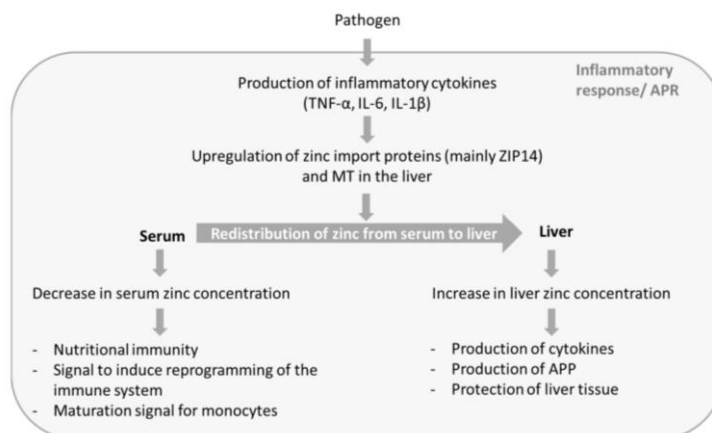 Pathogen
Inflammatory
response/ APR
Production of inflammatory cytokines
(TNF-α, IL-6, IL-1β)
Upregulation of zinc import proteins (mainly ZIP14)
and MT in the liver
Serum
Redistribution of zinc from serum to liver
Liver
Decrease in serum zinc concentration
- Nutritional immunity
- Signal to induce reprogramming of the
immune system
- Maturation signal for monocytes
Increase in liver zinc concentration
- Production of cytokines
- Production of APP
- Protection of liver tissue